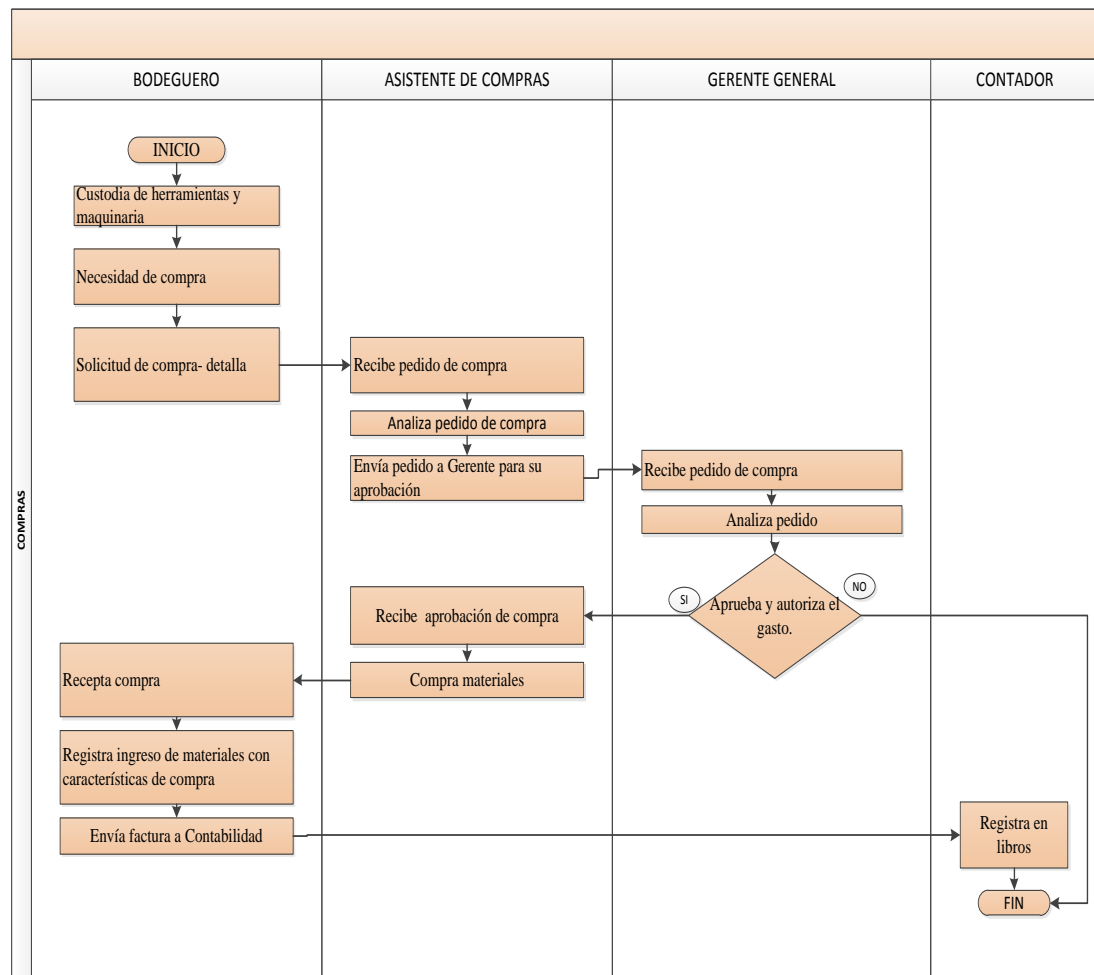 BODEGUERO
ASISTENTE DE COMPRAS
GERENTE GENERAL
CONTADOR
COMPRAS
INICIO
Custodia de herramientas y
maquinaria
Necesidad de compra
Solicitud de compra- detalla
Recibe pedido de compra
Analiza pedido de compra
Envía pedido a Gerente para su
aprobación
Recibe pedido de compra
Analiza pedido
Aprueba y autoriza el
gasto.
SI
NO
Recibe aprobación de compra
Compra materiales
Recepta compra
Registra ingreso de materiales con
características de compra
Envía factura a Contabilidad
Registra en
libros
FIN